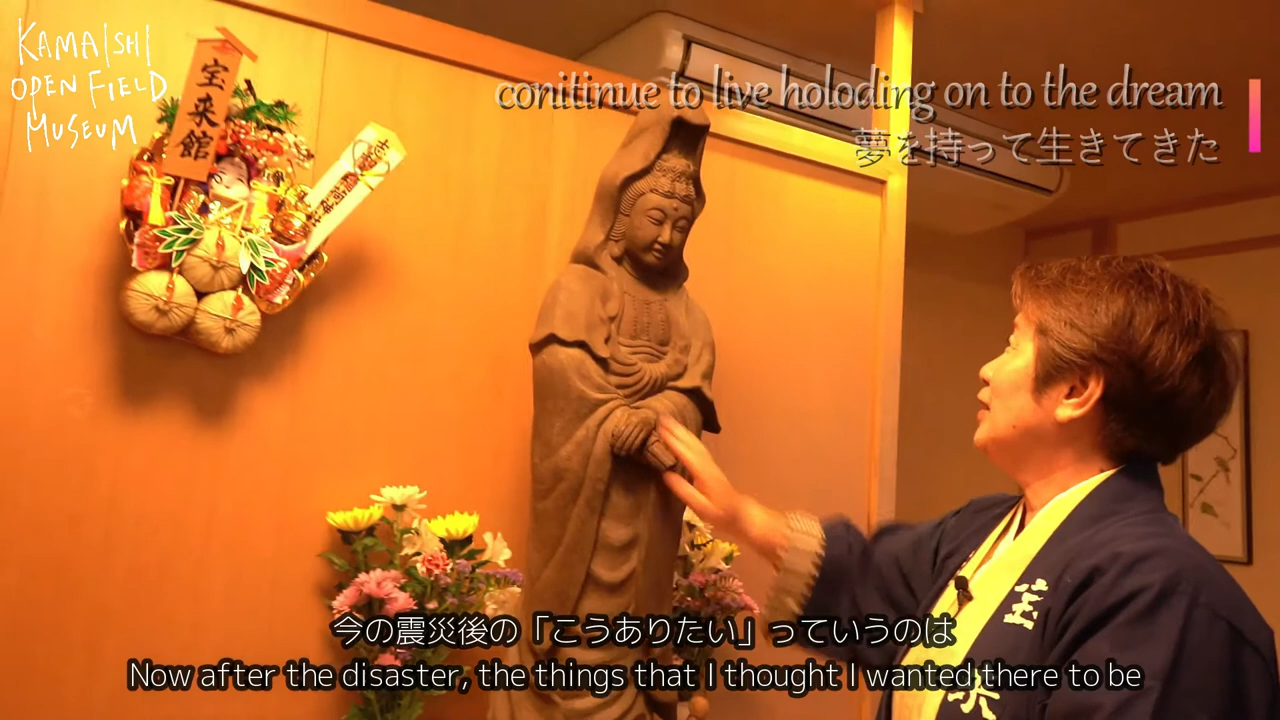 KAMAISHI
OPEN FIELD
MUSEUM
宝来館
conitinue to live holoding on to the dream
夢を持って生きてきた
宝
来
今の震災後の「こうありたい」っていうのは
Now after the disaster, the things that I thought I wanted there to be